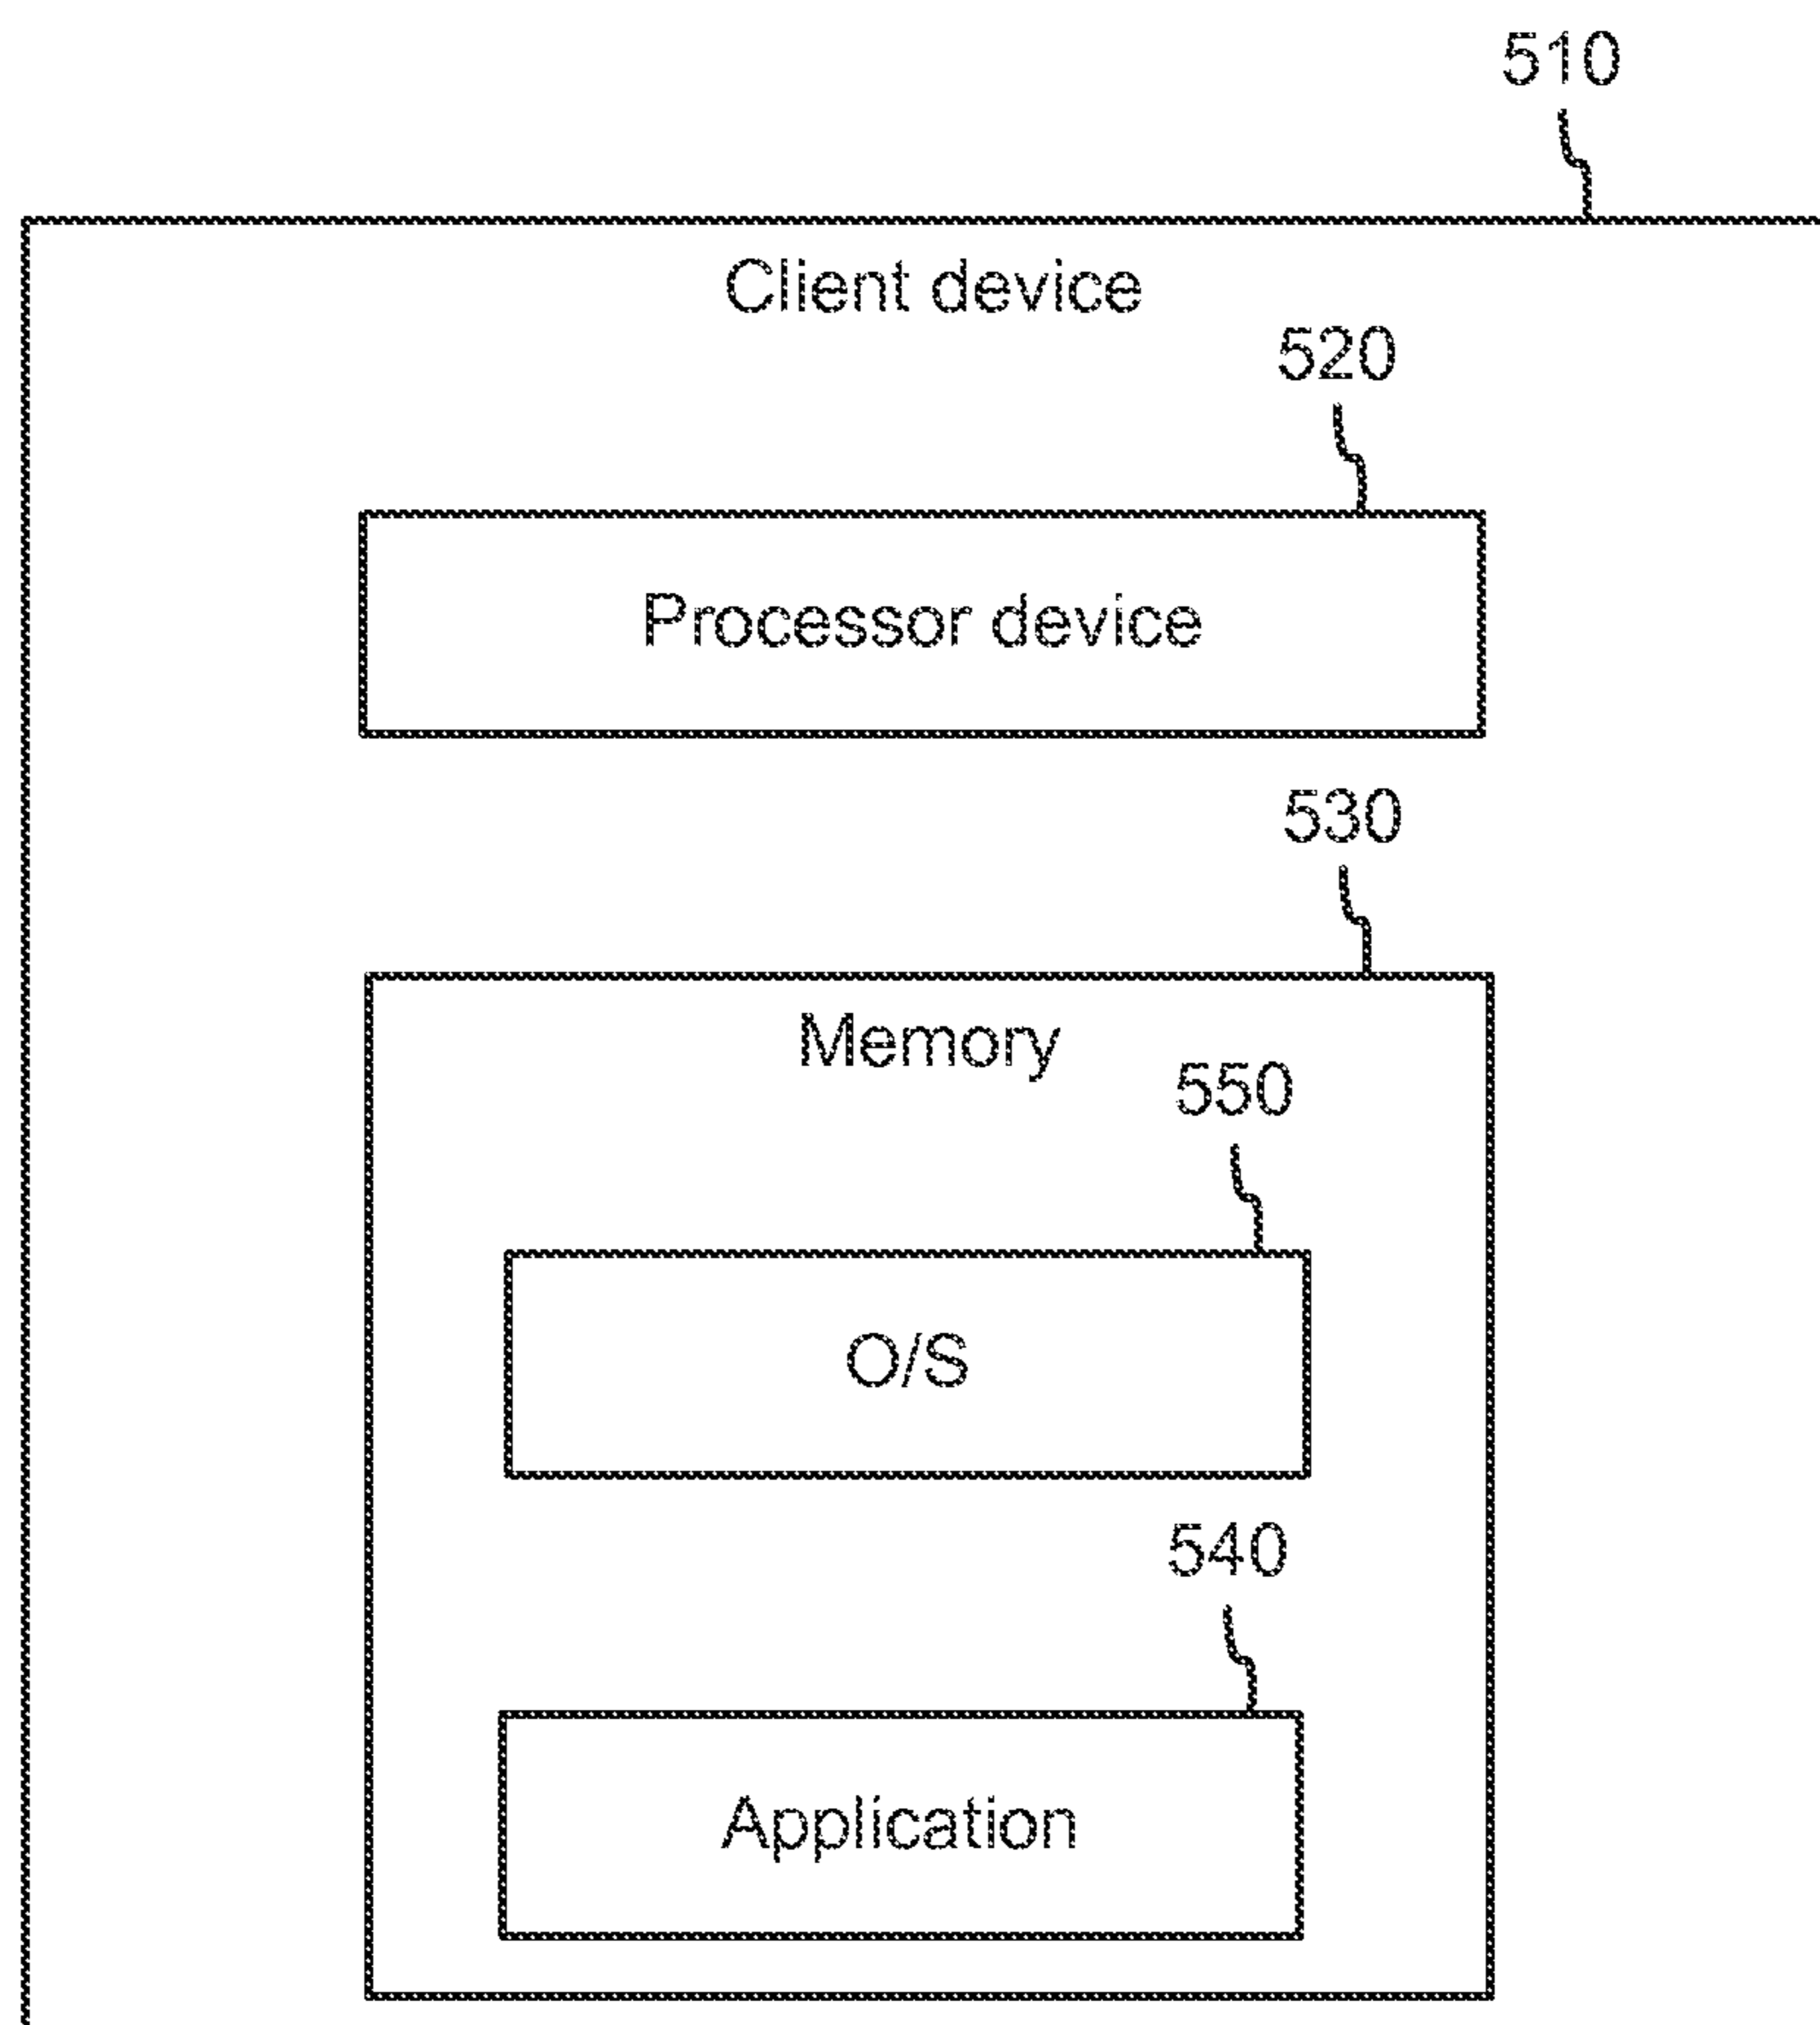 510
Client device
520
Processor device
530
Memory
550
O/S
540
Application